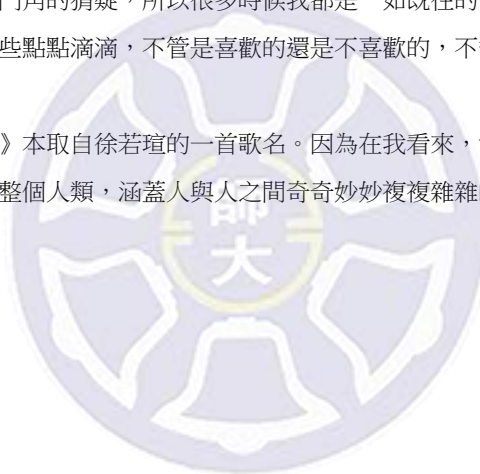 門角的猜疑，所以很多時候我都是一如既往的
些點點滴滴，不管是喜歡的還是不喜歡的，不
》本取自徐若瑄的一首歌名。因為在我看來，
整個人類，涵蓋人與人之間奇奇妙妙複複雜雜
師大